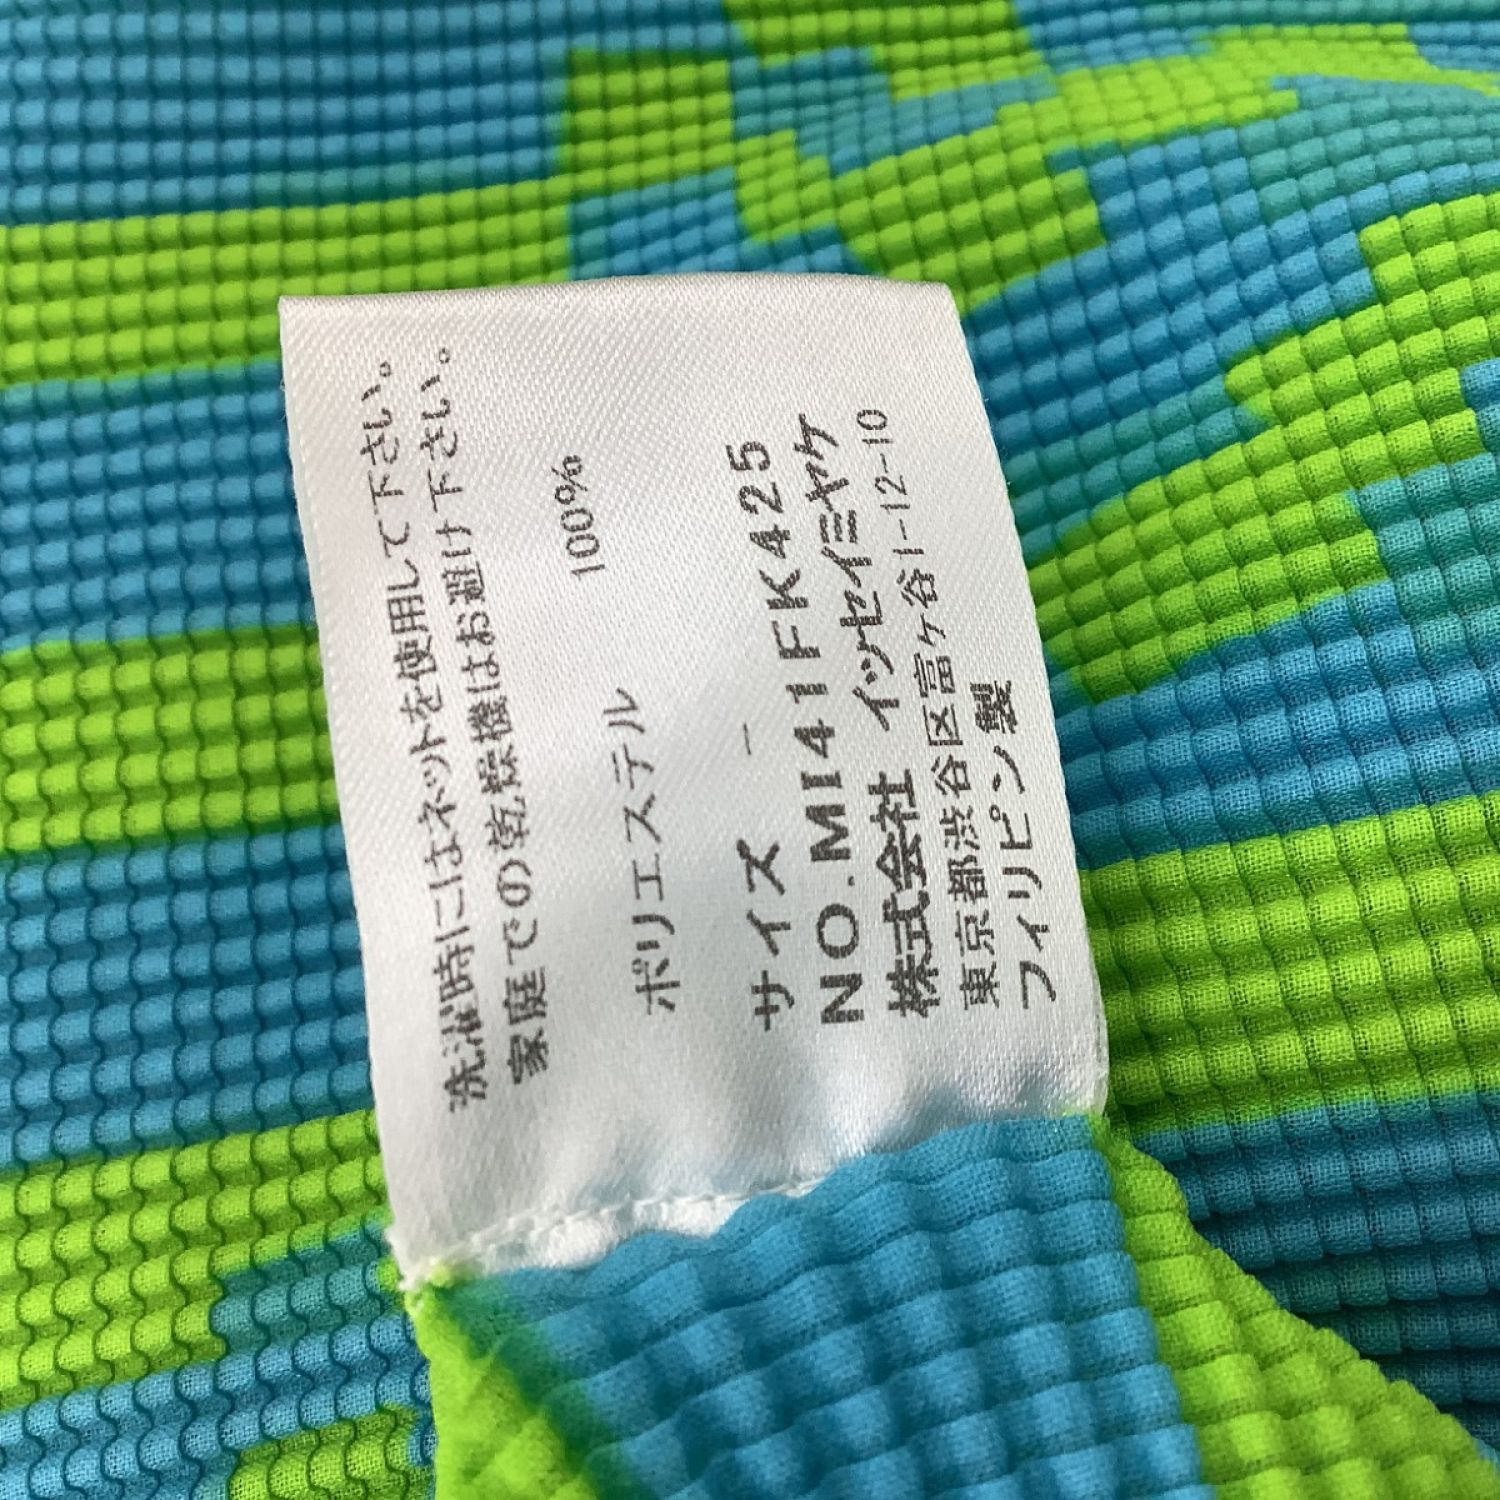 洗濯時にはネットを使用して下さい。
家庭での乾燥機はお避け下さい。
100%
ポリエステル
サイズ -
NO.MI41FK425
株式会社 イッセイミヤケ
東京都渋谷区富ヶ谷1-12-10
フィリピン製